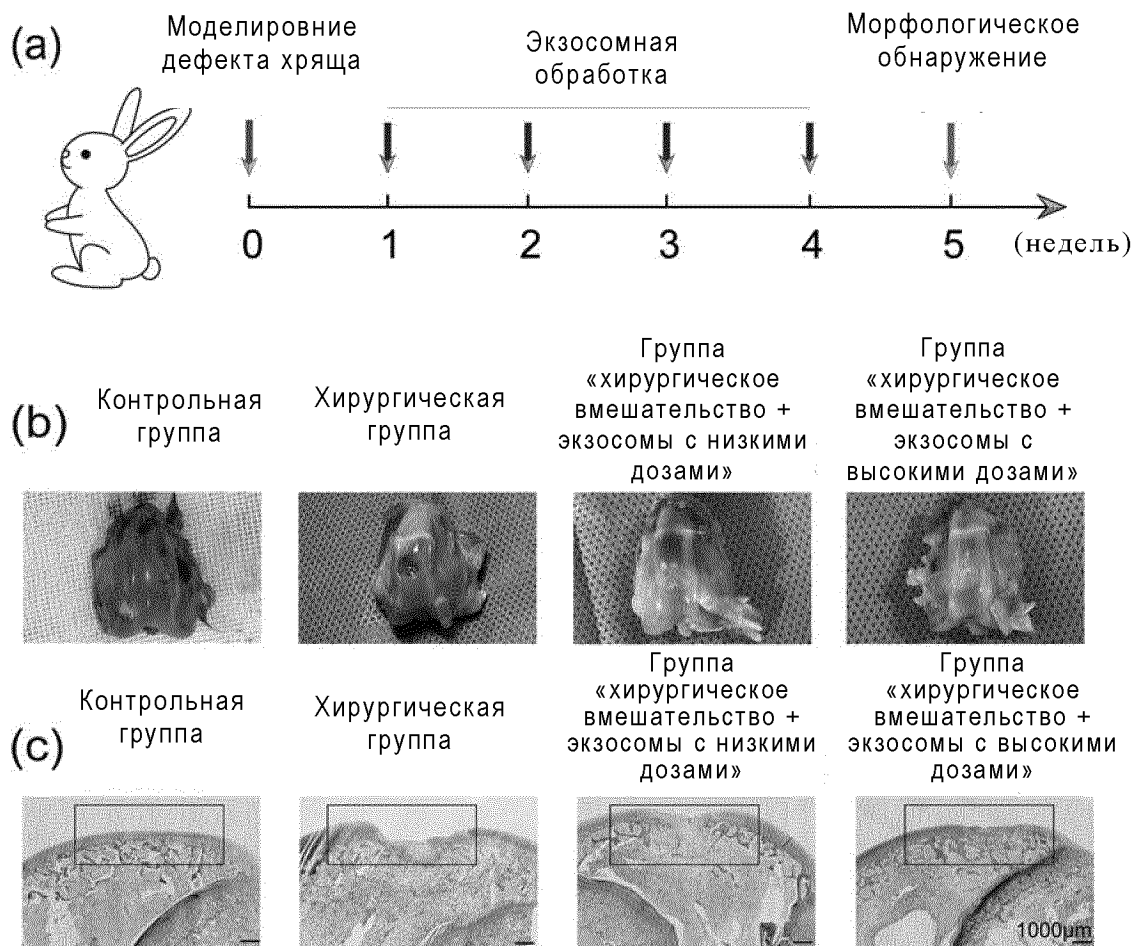 (a)
Моделировние
дефекта хряща
Экзосомная
обработка
Морфологическое
обнаружение
0 1 2 3 4 5 (недель)
(b)
Контрольная
группа
Хирургическая
группа
Группа
«хирургическое
вмешательство +
экзосомы с низкими
дозами»
Группа
«хирургическое
вмешательство +
экзосомы с
высокими дозами»
(c)
Контрольная
группа
Хирургическая
группа
Группа
«хирургическое
вмешательство +
экзосомы с низкими
дозами»
Группа
«хирургическое
вмешательство +
экзосомы с высокими
дозами»
1000µm